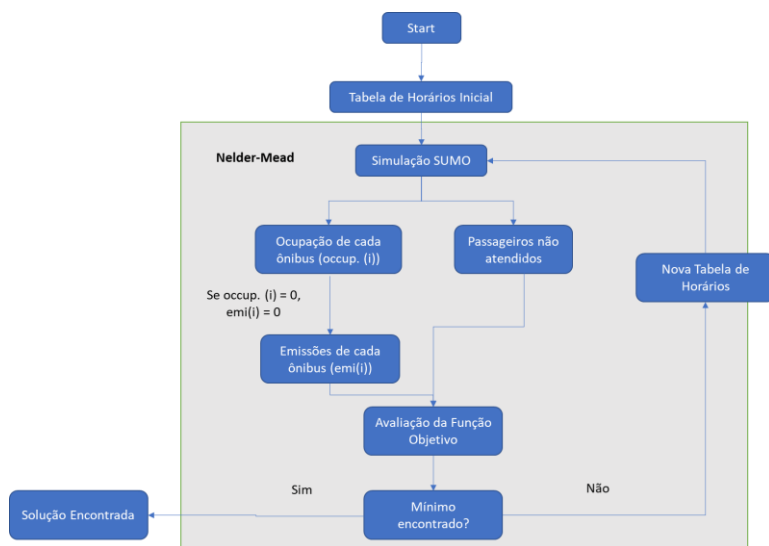 Start
Tabela de Horários Inicial
Nelder-Mead
Simulação SUMO
Ocupação de cada
ônibus (occup. (i))
Passageiros não
atendidos
Nova Tabela de
Horários
Se occup. (i) = 0,
emi(i) = 0
Emissões de cada
ônibus (emi(i))
Avaliação da Função
Objetivo
Sim
Não
Solução Encontrada
Mínimo
encontrado?